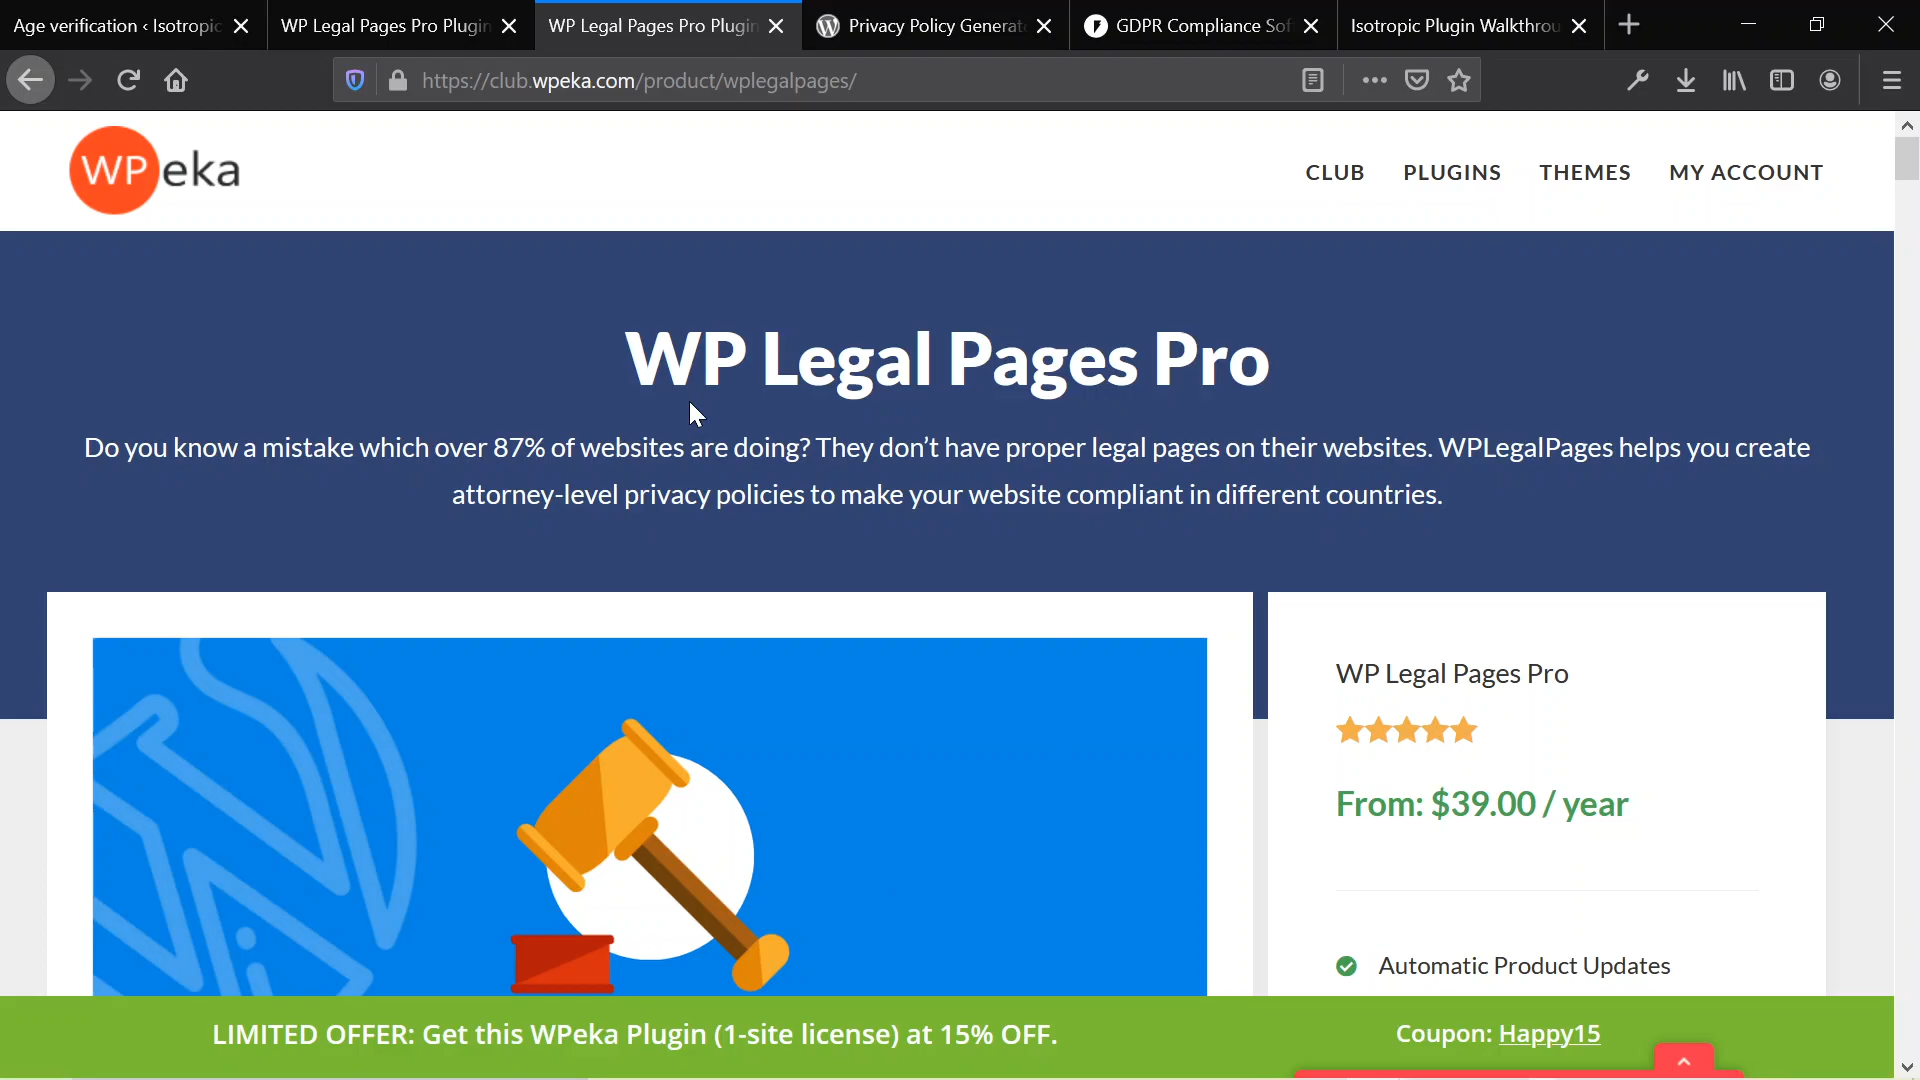 Age verification ‹ Isotropic
WP Legal Pages Pro Plugin
WP Legal Pages Pro Plugin
Privacy Policy Generat
GDPR Compliance Sof
Isotropic Plugin Walkthrou
https://club.wpeka.com/product/wplegalpages/
WPeka
CLUB
PLUGINS
THEMES
MY ACCOUNT
WP Legal Pages Pro
Do you know a mistake which over 87% of websites are doing? They don’t have proper legal pages on their websites. WPLegalPages helps you create
attorney-level privacy policies to make your website compliant in different countries.
WP Legal Pages Pro
From: $39.00 / year
Automatic Product Updates
LIMITED OFFER: Get this WPeka Plugin (1-site license) at 15% OFF.
Coupon: Happy15